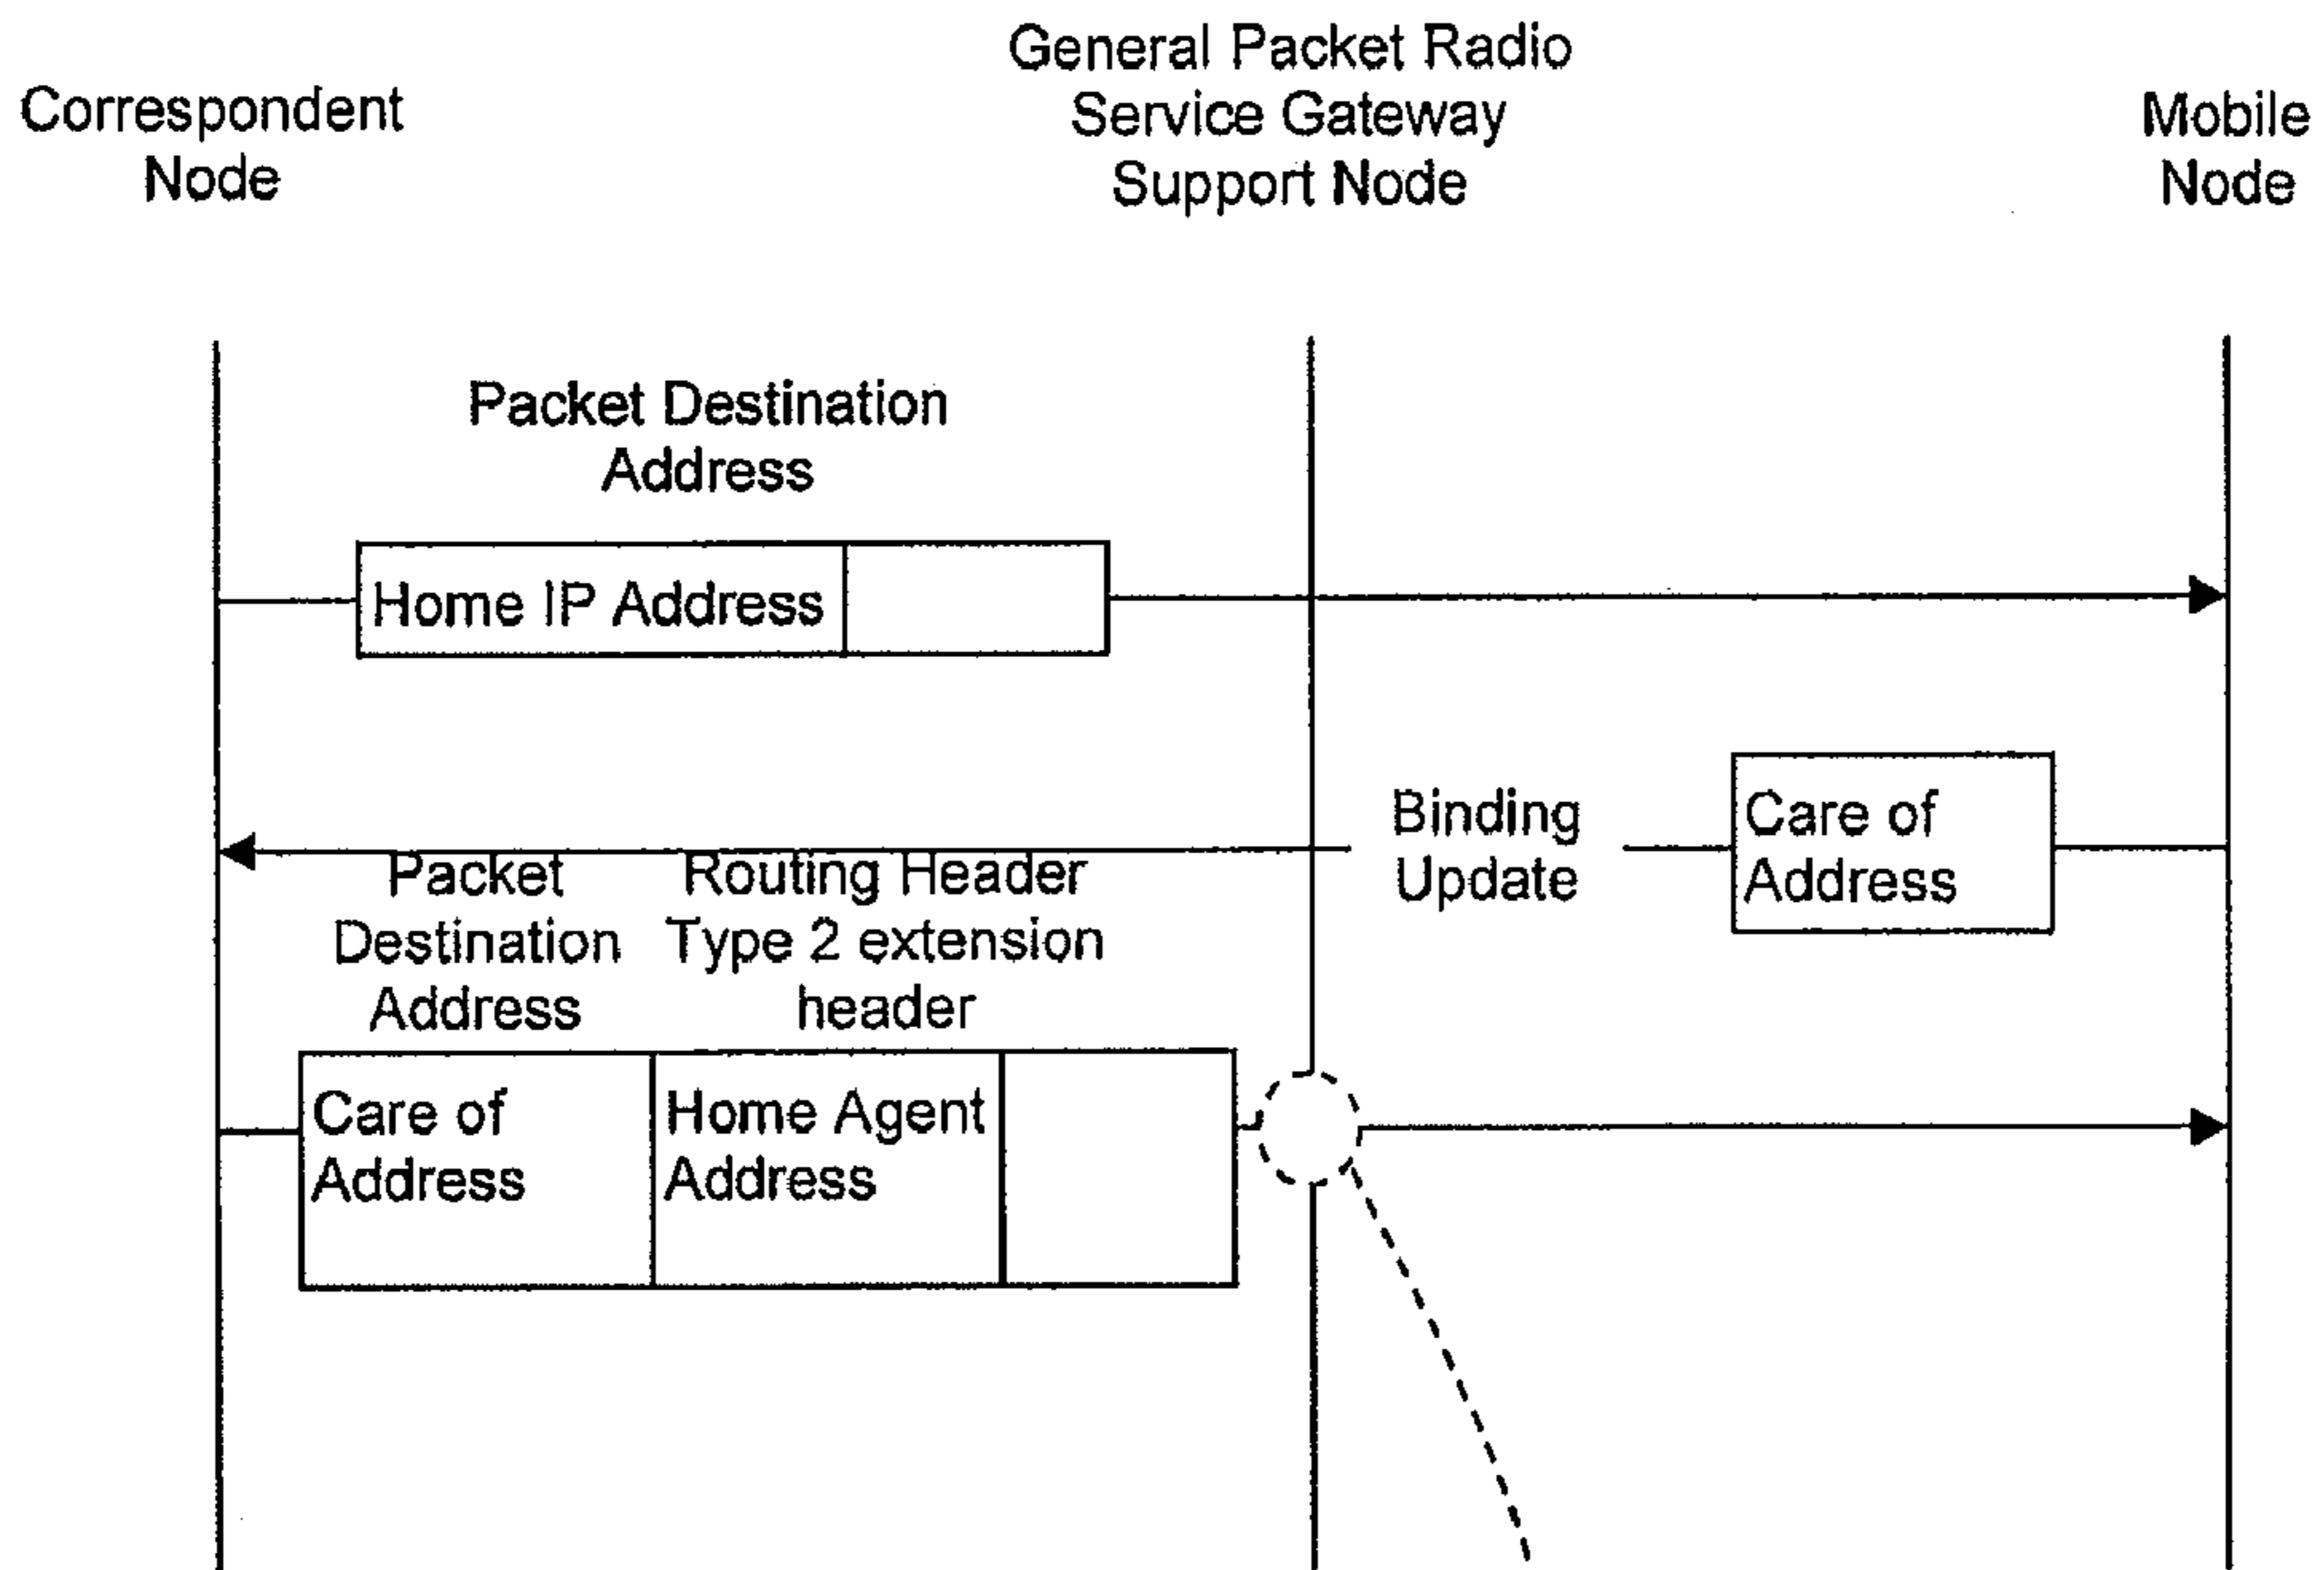 General Packet Radio
Service Gateway
Support Node
Correspondent
Node
Mobile
Node
Packet Destination
Address
Home IP Address
Binding
Update
Care of
Address
Packet
Destination
Address
Routing Header
Type 2 extension
header
Care of
Address
Home Agent
Address